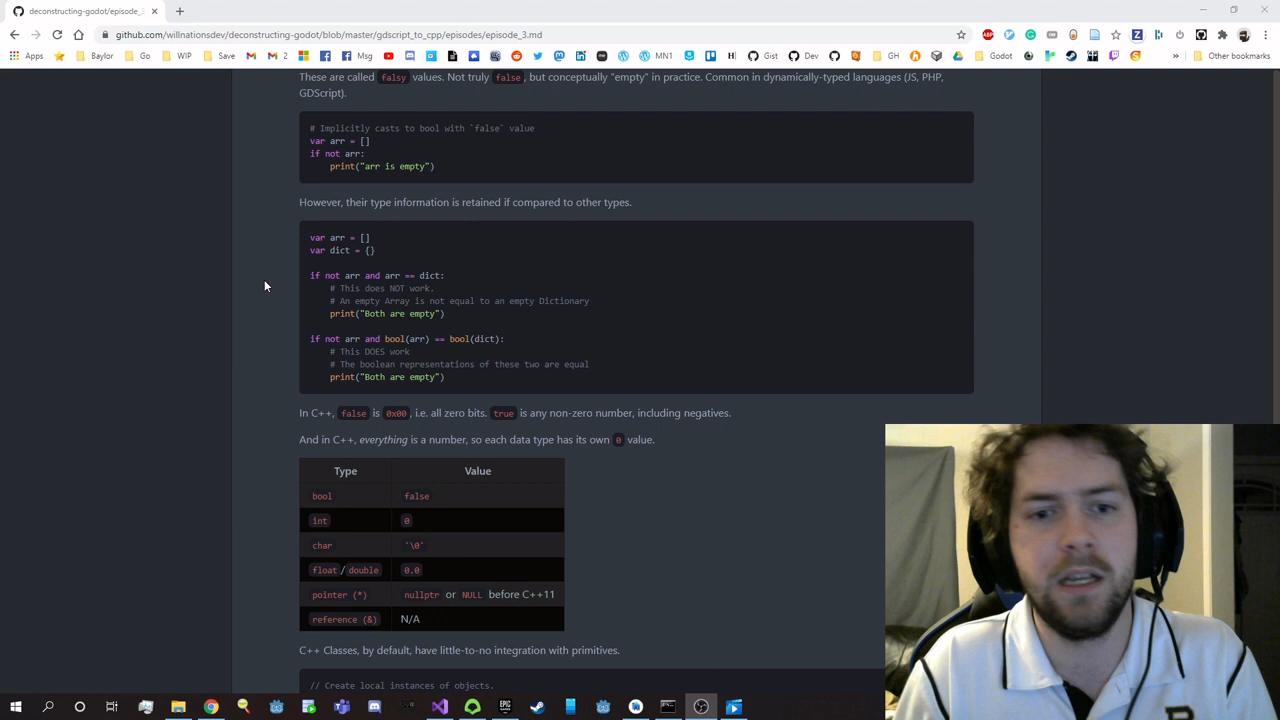 deconstructing-godot/episode_3
github.com/willnationsdev/deconstructing-godot/blob/master/gdscript_to_cpp/episodes/episode_3.md
Apps Baylor Go WIP Save 2 Msg MN1 Gist Dev GH Godot Other bookmarks
These are called falsy values. Not truly false, but conceptually "empty" in practice. Common in dynamically-typed languages (JS, PHP,
GDScript).
# Implicitly casts to bool with `false` value
var arr = []
if not arr:
print("arr is empty")
However, their type information is retained if compared to other types.
var arr = []
var dict = {}
if not arr and arr == dict:
# This does NOT work.
# An empty Array is not equal to an empty Dictionary
print("Both are empty")
if not arr and bool(arr) == bool(dict):
# This DOES work
# The boolean representations of these two are equal
print("Both are empty")
In C++, false is 0x00, i.e. all zero bits. true is any non-zero number, including negatives.
And in C++, everything is a number, so each data type has its own 0 value.
Type Value
bool false
int 0
char '\0'
float/double 0.0
pointer (*) nullptr or NULL before C++11
reference (&) N/A
C++ Classes, by default, have little-to-no integration with primitives.
// Create local instances of objects.